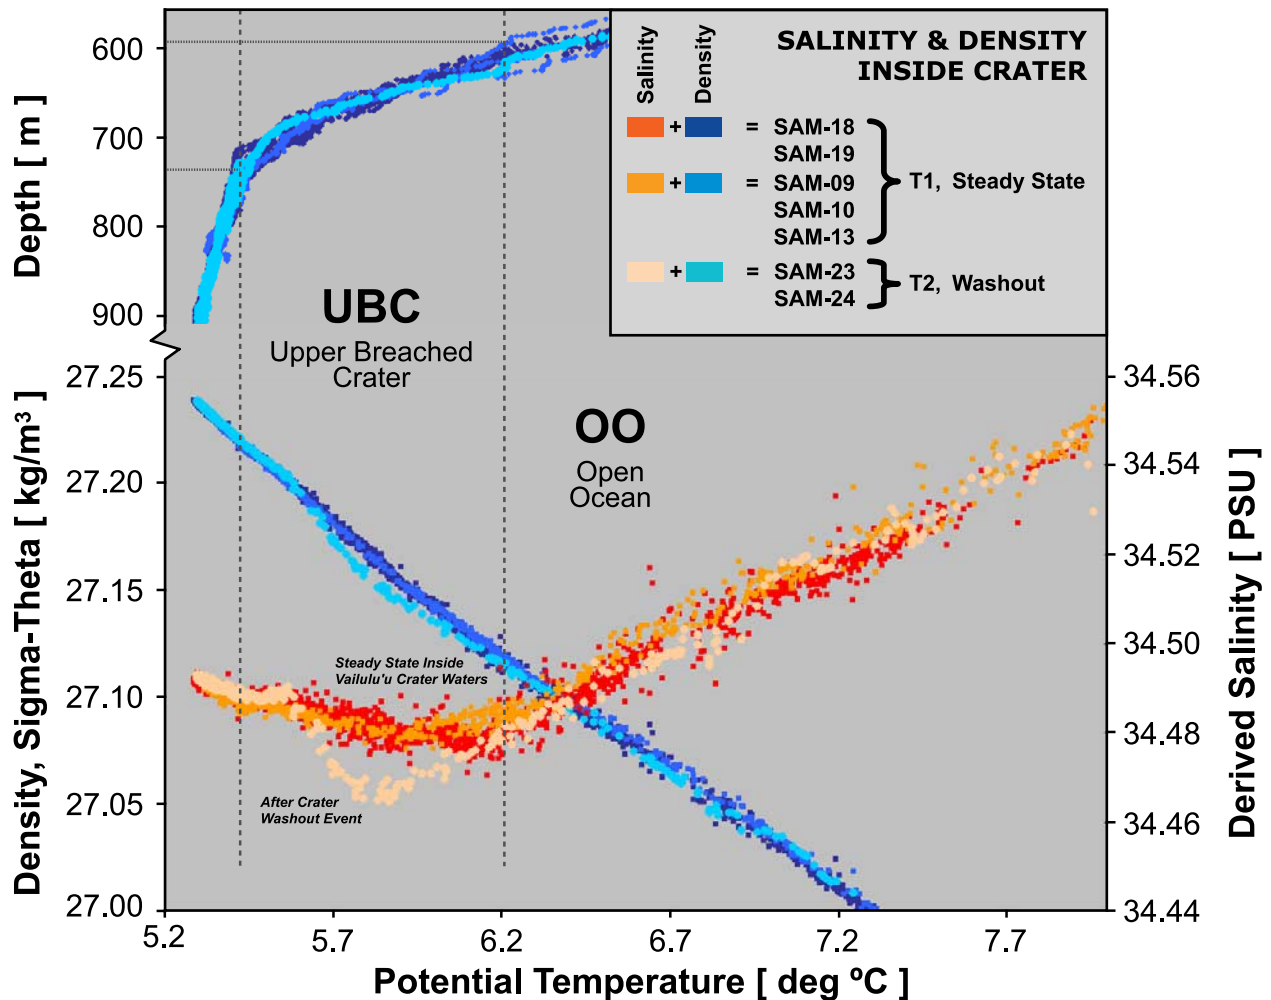 SALINITY & DENSITY
INSIDE CRATER
Salinity
Density
+ = SAM-18
SAM-19
+ = SAM-09
SAM-10
SAM-13
T1, Steady State
+ = SAM-23
SAM-24
T2, Washout
Depth [ m ]
600
700
800
900
UBC
Upper Breached
Crater
OO
Open
Ocean
Density, Sigma-Theta [ kg/m³ ]
27.25
27.20
27.15
27.10
27.05
27.00
Steady State Inside
Vailulu'u Crater Waters
After Crater
Washout Event
34.56
34.54
34.52
34.50
34.48
34.46
34.44
Derived Salinity [ PSU ]
5.2 5.7 6.2 6.7 7.2 7.7
Potential Temperature [ deg ºC ]